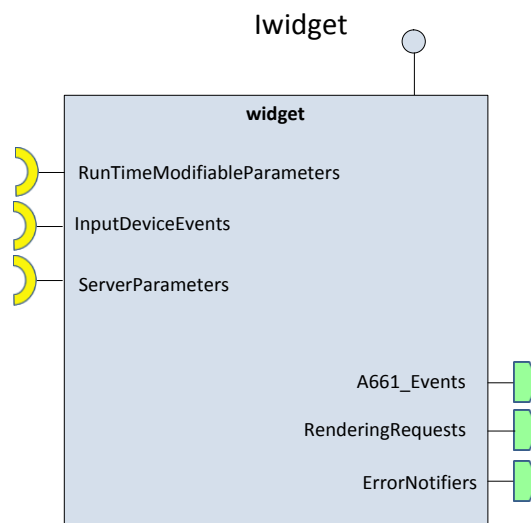 Iwidget
widget
RunTimeModifiableParameters
InputDeviceEvents
ServerParameters
A661_Events
RenderingRequests
ErrorNotifiers